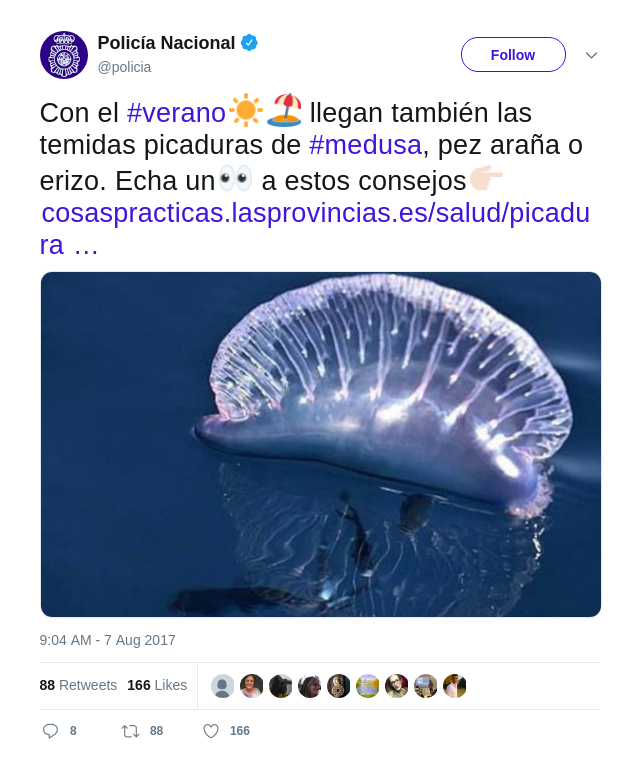 Policía Nacional
@policia
Follow
Con el #verano☀️🏖️ llegan también las
temidas picaduras de #medusa, pez araña o
erizo. Echa un👀 a estos consejos👉🏻
cosaspracticas.lasprovincias.es/salud/picadu
ra …
9:04 AM - 7 Aug 2017
88 Retweets 166 Likes
8 88 166